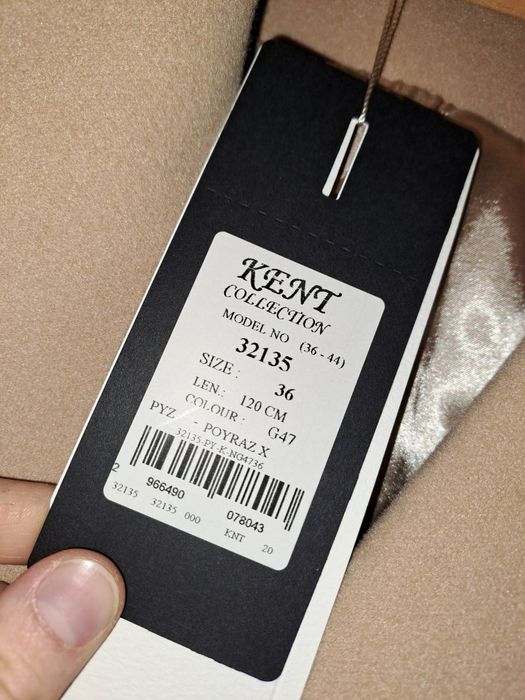 KENT
COLLECTION
MODEL NO (36 - 44)
32135
SIZE : 36
LEN : 120 CM
COLOUR : G47
PYZ - POYRAZ X
32135-PY-K-NG4736
2 966490 078043
32135 32135 000 KNT 20